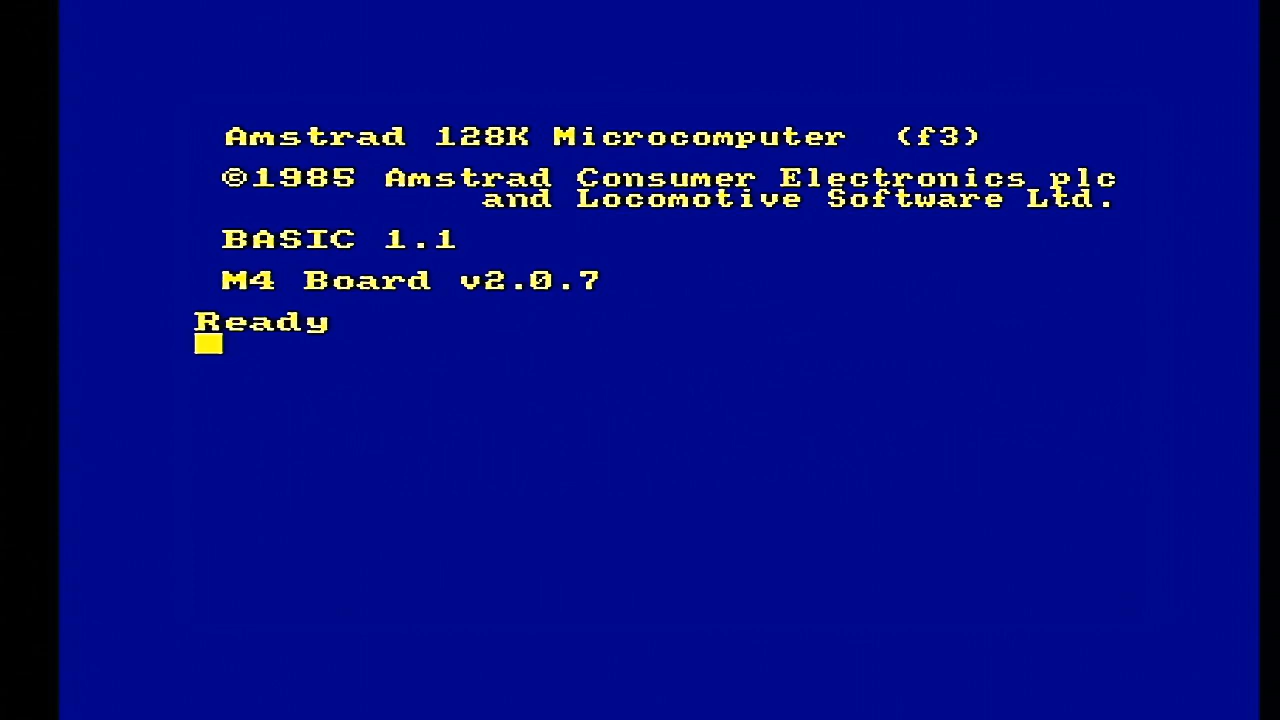 Amstrad 128K Microcomputer  (f3)
©1985 Amstrad Consumer Electronics plc
and Locomotive Software Ltd.
BASIC 1.1
M4 Board v2.0.7
Ready